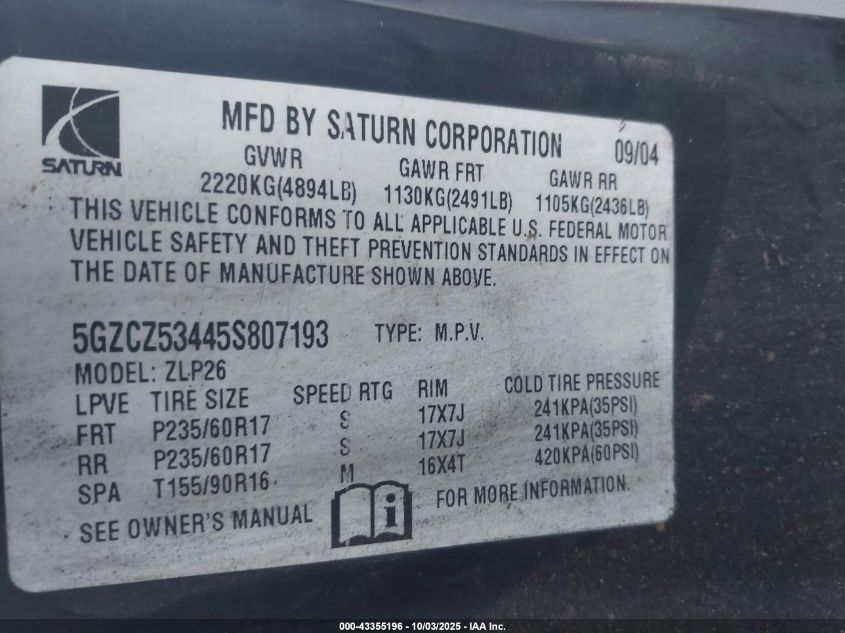 SATURN
MFD BY SATURN CORPORATION 09/04
GVWR GAWR FRT GAWR RR
2220KG(4894LB) 1130KG(2491LB) 1105KG(2436LB)
THIS VEHICLE CONFORMS TO ALL APPLICABLE U.S. FEDERAL MOTOR
VEHICLE SAFETY AND THEFT PREVENTION STANDARDS IN EFFECT ON
THE DATE OF MANUFACTURE SHOWN ABOVE.
5GZCZ53445S807193 TYPE: M.P.V.
MODEL: ZLP26
LPVE TIRE SIZE SPEED RTG RIM COLD TIRE PRESSURE
FRT P235/60R17 S 17X7J 241KPA(35PSI)
RR P235/60R17 S 17X7J 241KPA(35PSI)
SPA T155/90R16 M 16X4T 420KPA(60PSI)
SEE OWNER'S MANUAL i FOR MORE INFORMATION.
000-43355196 - 10/03/2025 - IAA Inc.